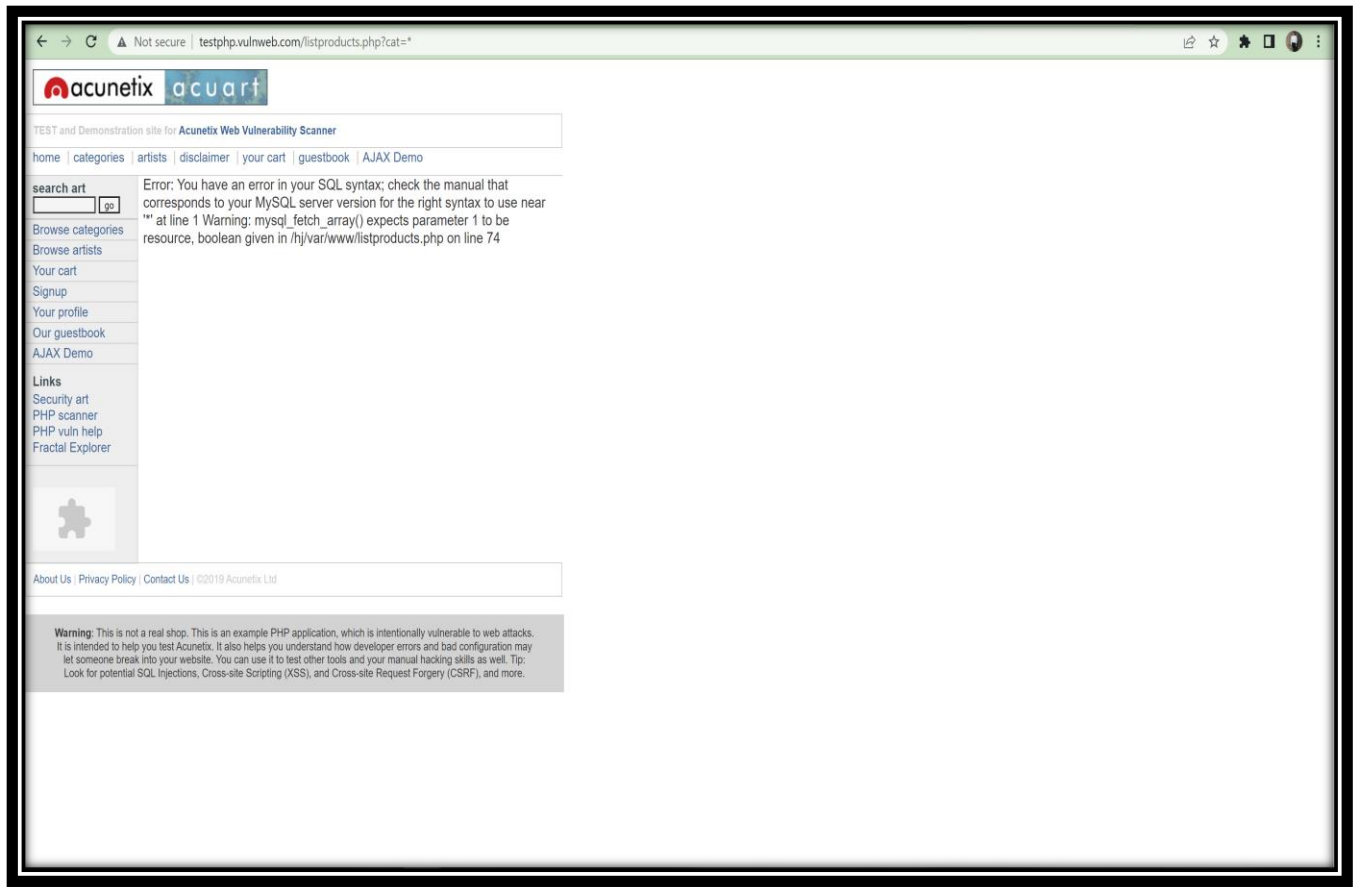 Not secure | testphp.vulnweb.com/listproducts.php?cat=*
acunetix acuart
TEST and Demonstration site for Acunetix Web Vulnerability Scanner
home | categories | artists | disclaimer | your cart | guestbook | AJAX Demo
search art
go
Browse categories
Browse artists
Your cart
Signup
Your profile
Our guestbook
AJAX Demo
Links
Security art
PHP scanner
PHP vuln help
Fractal Explorer
Error: You have an error in your SQL syntax; check the manual that
corresponds to your MySQL server version for the right syntax to use near
'*' at line 1 Warning: mysql_fetch_array() expects parameter 1 to be
resource, boolean given in /hj/var/www/listproducts.php on line 74
About Us | Privacy Policy | Contact Us | ©2019 Acunetix Ltd
Warning: This is not a real shop. This is an example PHP application, which is intentionally vulnerable to web attacks.
It is intended to help you test Acunetix. It also helps you understand how developer errors and bad configuration may
let someone break into your website. You can use it to test other tools and your manual hacking skills as well. Tip:
Look for potential SQL Injections, Cross-site Scripting (XSS), and Cross-site Request Forgery (CSRF), and more.